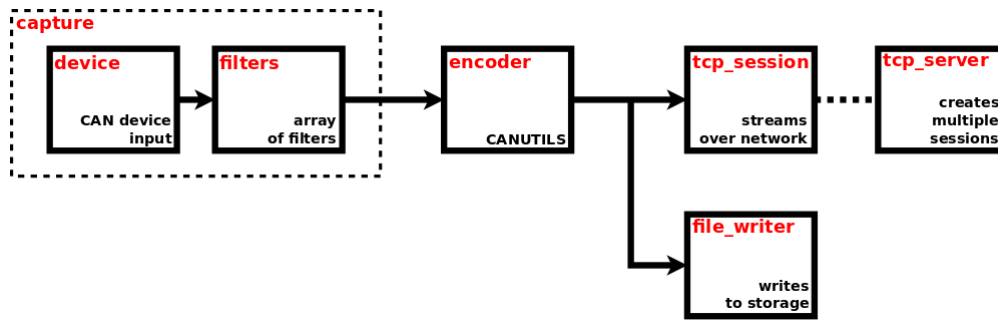 capture
device
CAN device
input
filters
array
of filters
encoder
CANUTILS
tcp_session
streams
over network
tcp_server
creates
multiple
sessions
file_writer
writes
to storage